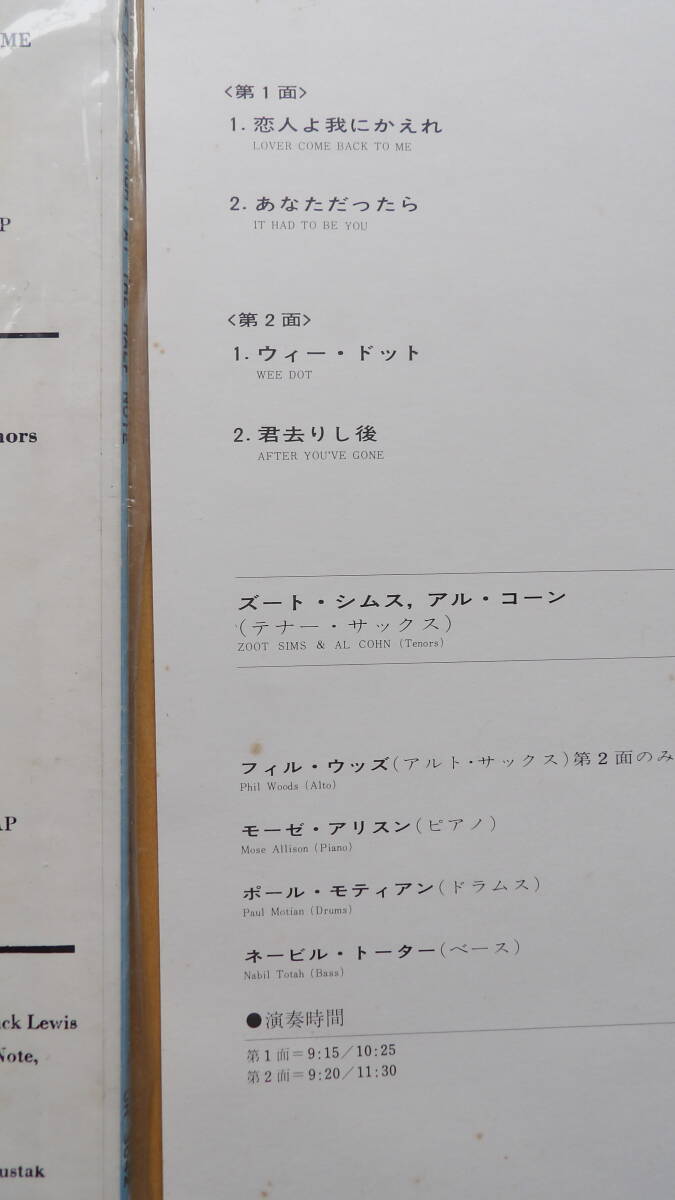 ME
P
nors
AP
ck Lewis
Note,
ustak
AT THE HALF NOTE
〈第1面〉
1. 恋人よ我にかえれ
LOVER COME BACK TO ME
2. あなただったら
IT HAD TO BE YOU
〈第2面〉
1. ウィー・ドット
WEE DOT
2. 君去りし後
AFTER YOU'VE GONE
ズート・シムス, アル・コーン
(テナー・サックス)
ZOOT SIMS & AL COHN (Tenors)
フィル・ウッズ(アルト・サックス)第2面のみ
Phil Woods (Alto)
モーゼ・アリスン(ピアノ)
Mose Allison (Piano)
ポール・モティアン(ドラムス)
Paul Motian (Drums)
ネービル・トーター(ベース)
Nabil Totah (Bass)
●演奏時間
第1面=9:15/10:25
第2面=9:20/11:30